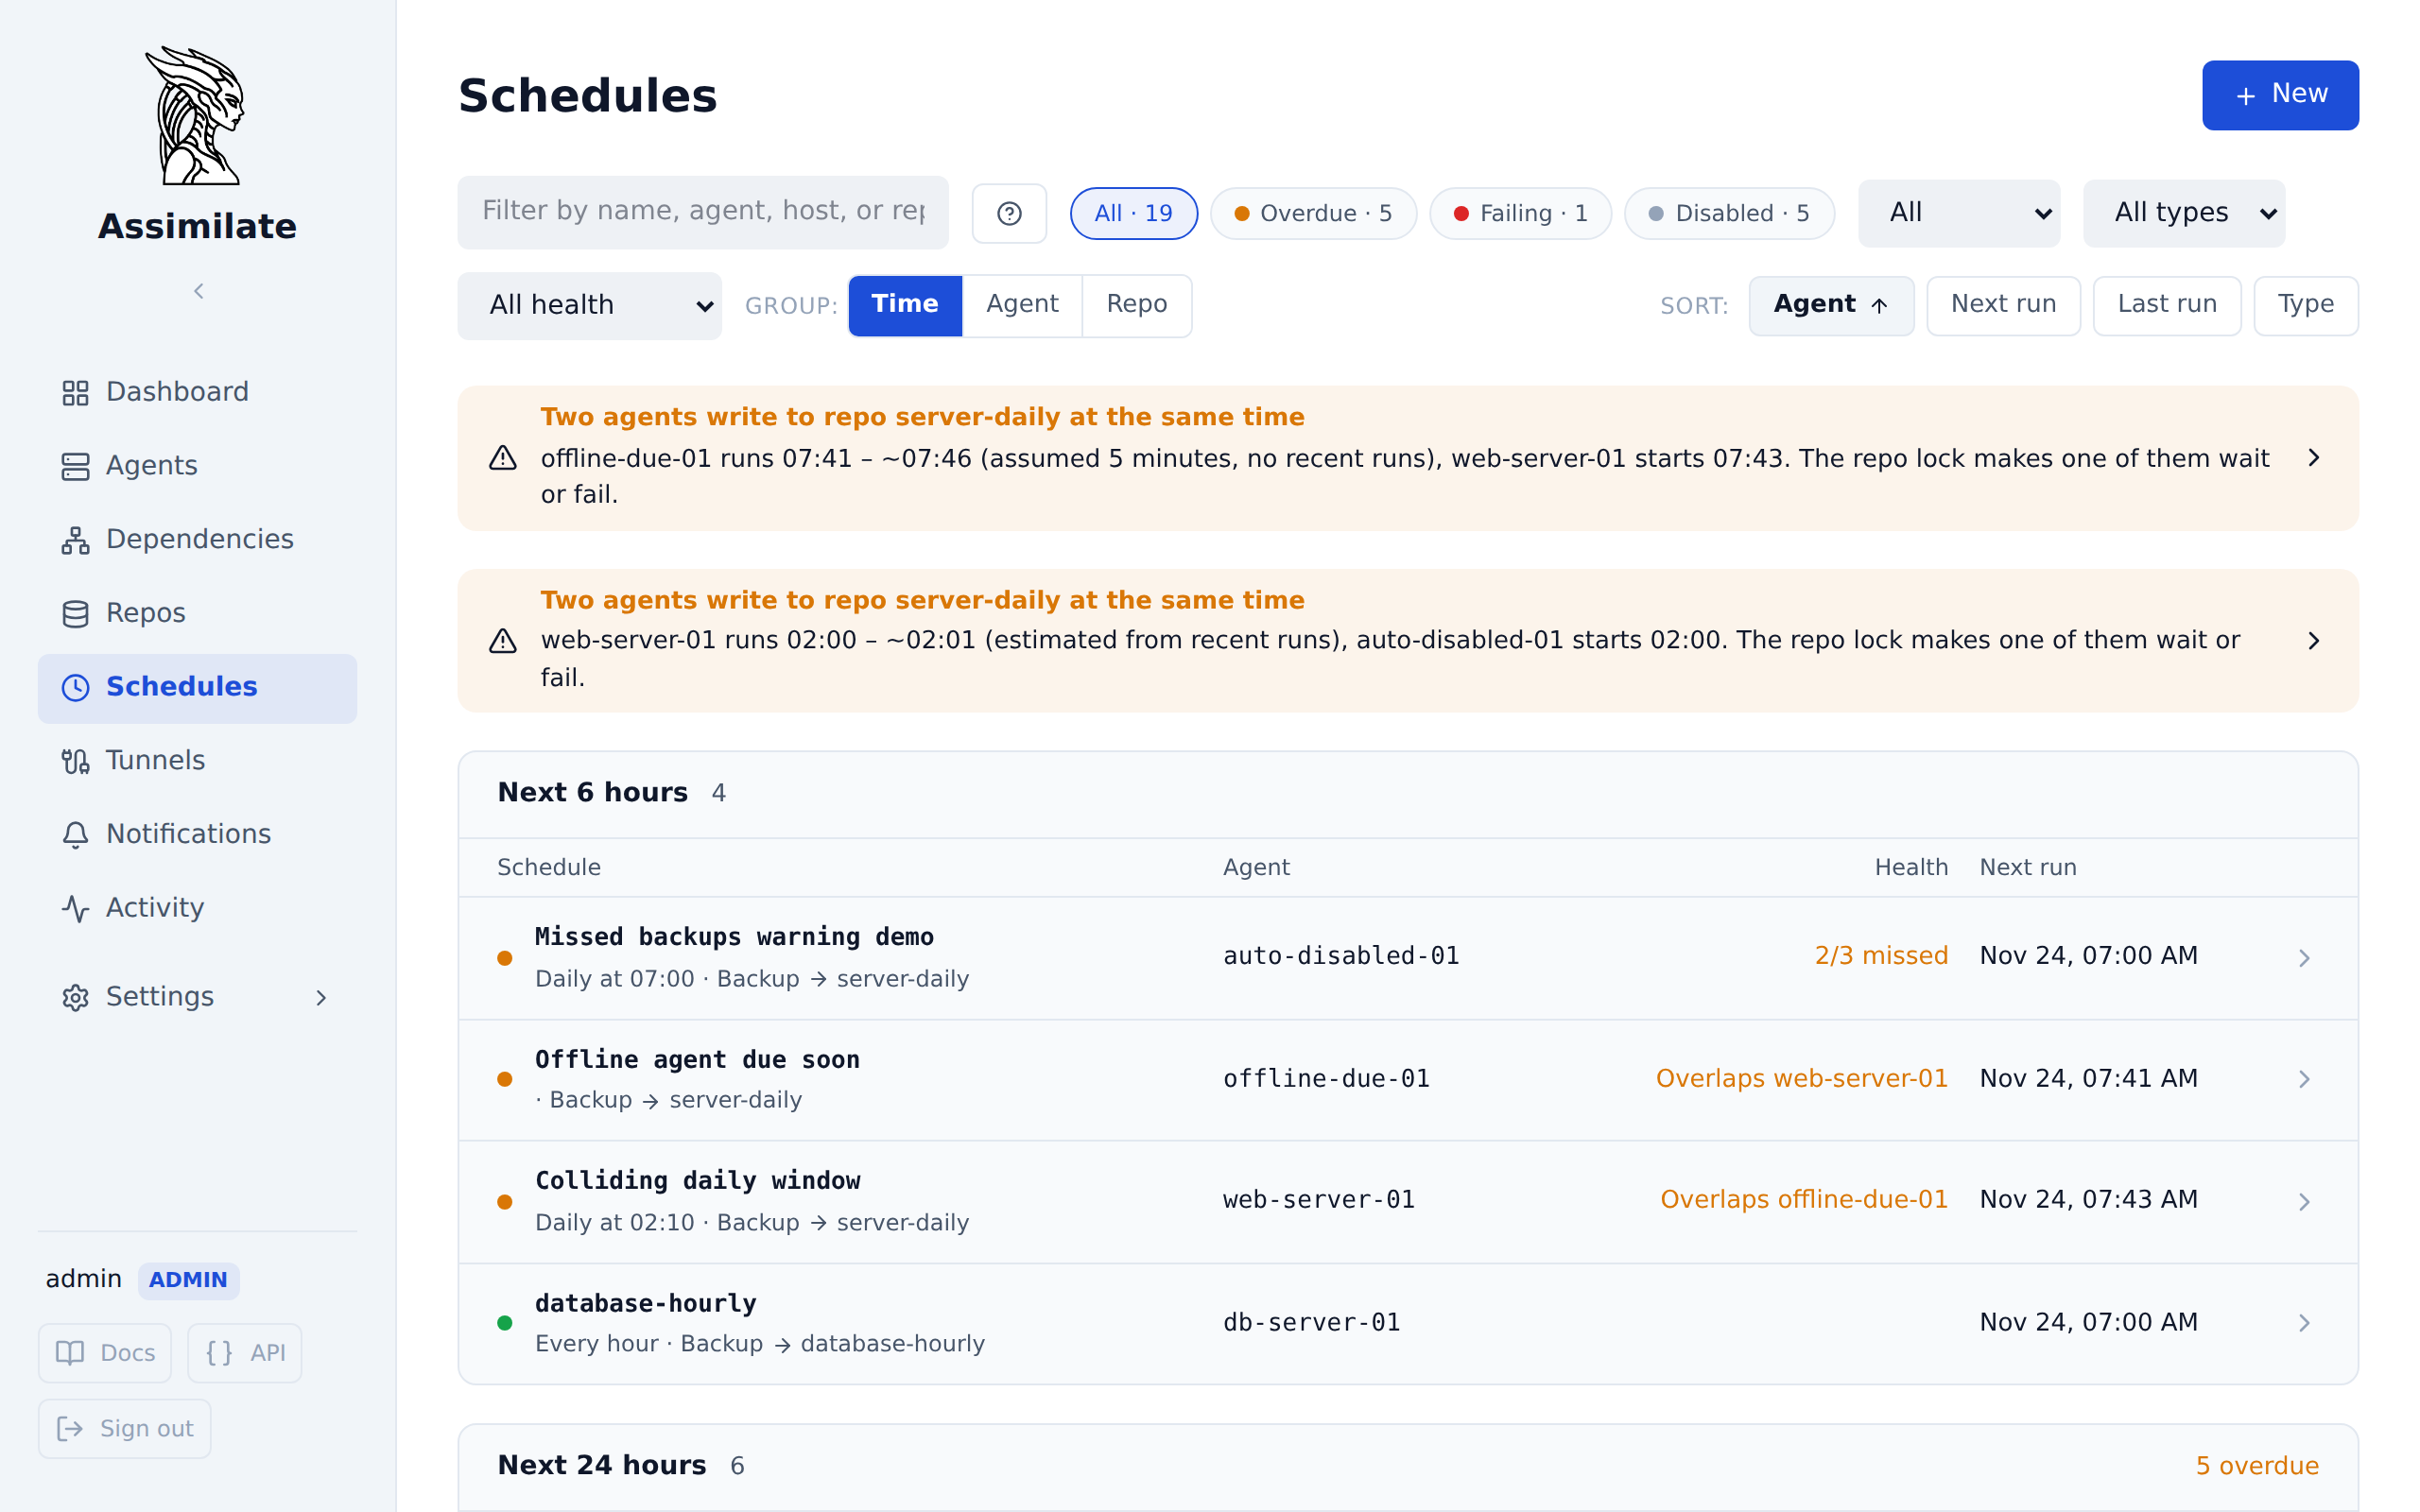 Assimilate
Dashboard
Agents
Dependencies
Repos
Schedules
Tunnels
Notifications
Activity
Settings
admin ADMIN
Docs
{} API
Sign out
Schedules
+ New
Filter by name, agent, host, or rep
All · 19
Overdue · 5
Failing · 1
Disabled · 5
All
All types
All health
GROUP: Time Agent Repo
SORT: Agent ↑ Next run Last run Type
Two agents write to repo server-daily at the same time
offline-due-01 runs 07:41 – ~07:46 (assumed 5 minutes, no recent runs), web-server-01 starts 07:43. The repo lock makes one of them wait
or fail.
Two agents write to repo server-daily at the same time
web-server-01 runs 02:00 – ~02:01 (estimated from recent runs), auto-disabled-01 starts 02:00. The repo lock makes one of them wait or
fail.
Next 6 hours 4
Schedule Agent Health Next run
Missed backups warning demo
Daily at 07:00 · Backup → server-daily
auto-disabled-01
2/3 missed
Nov 24, 07:00 AM
Offline agent due soon
· Backup → server-daily
offline-due-01
Overlaps web-server-01
Nov 24, 07:41 AM
Colliding daily window
Daily at 02:10 · Backup → server-daily
web-server-01
Overlaps offline-due-01
Nov 24, 07:43 AM
database-hourly
Every hour · Backup → database-hourly
db-server-01
Nov 24, 07:00 AM
Next 24 hours 6
5 overdue